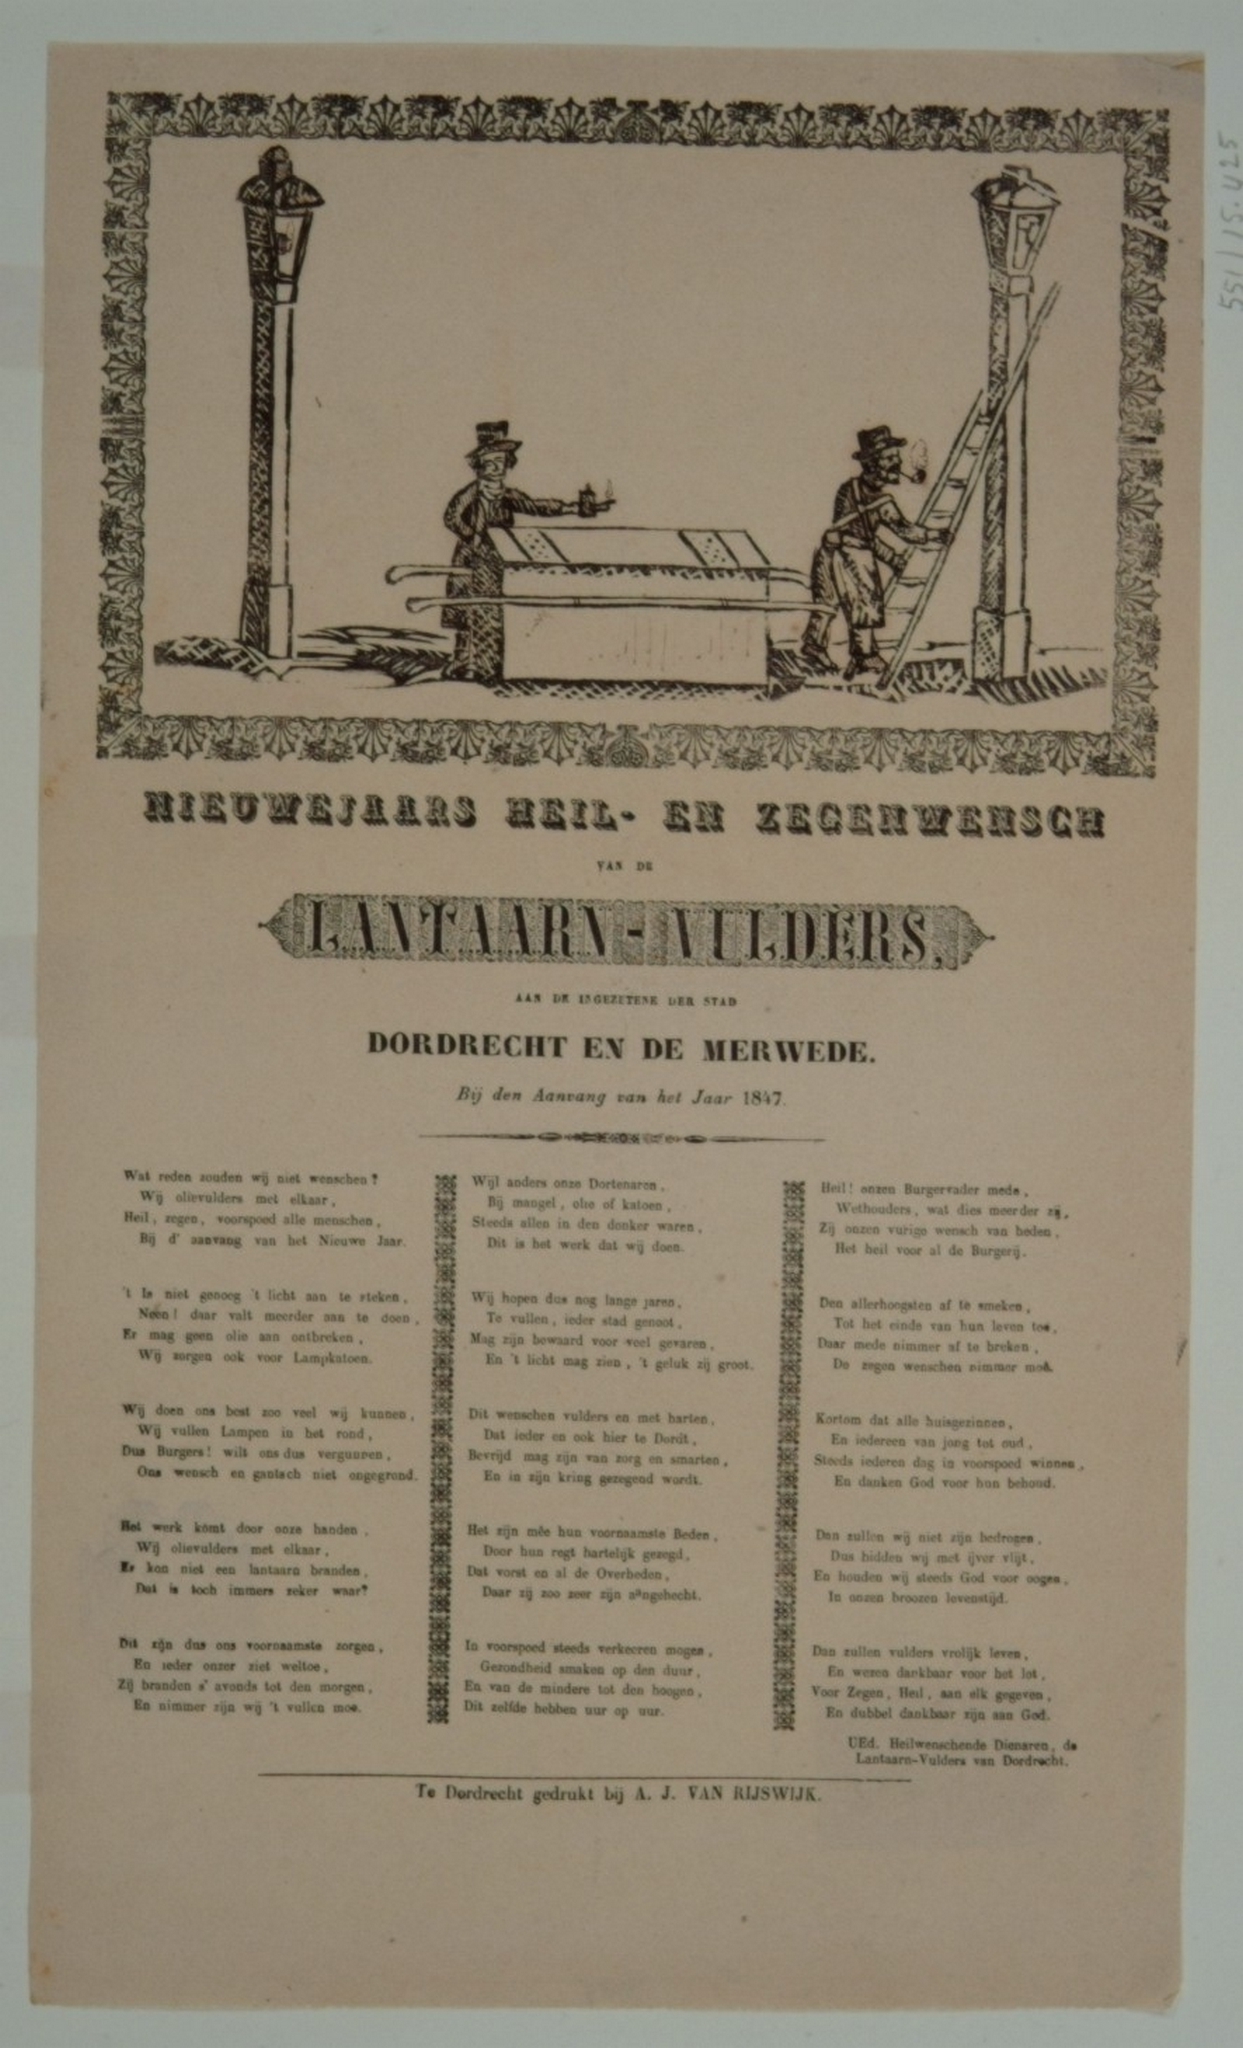 NIEUWEJAARS HEIL- EN ZEGENWENSCH
VAN DE
LANTAARN-VULDERS,
AAN DE INGEZETENE DER STAD
DORDRECHT EN DE MERWEDE.
Bij den Aanvang van het Jaar 1847.
Wat reden zouden wij niet wenschen?
Wij olievulders met elkaar,
Heil, zegen, voorspoed alle menschen,
Bij d' aanvang van het Nieuwe Jaar.
't Is niet genoeg 't licht aan te steken,
Neen! daar valt meerder aan te doen,
Er mag geen olie aan ontbreken,
Wij zorgen ook voor Lampkatoen.
Wij doen ons best zoo veel wij kunnen,
Wij vullen Lampen in het rond,
Dus Burgers! wilt ons dus vergunnen,
Ons wensch en gantsch niet ongegrond.
Het werk komt door onze handen,
Wij olievulders met elkaar,
Er kon niet een lantaarn branden,
Dat is toch immers zeker waar?
Dit zijn dus ons voornaamste zorgen,
En ieder onzer ziet weltoe,
Zij branden s' avonds tot den morgen,
En nimmer zijn wij 't vullen moe.
Wijl anders onze Dortenaren,
Bij mangel, olie of katoen,
Steeds allen in den donker waren,
Dit is het werk dat wij doen.
Wij hopen dus nog lange jaren,
Te vullen, ieder stad genoot,
Mag zijn bewaard voor veel gevaren,
En 't licht mag zien, 't geluk zij groot.
Dit wenschen vulders en met harten,
Dat ieder en ook hier te Dordt,
Bevrijd mag zijn van zorg en smarten,
En in zijn kring gezegend wordt.
Het zijn mêe hun voornaamste Beden,
Door hun regt hartelijk gezegd,
Dat vorst en al de Overheden,
Daar zij zoo zeer zijn aangehecht.
In voorspoed steeds verkeeren mogen,
Gezondheid smaken op den duur,
En van de mindere tot den hoogen,
Dit zelfde hebben uur op uur.
Heil! onzen Burgervader mede,
Wethouders, wat dies meerder zij,
Zij onzen vurige wensch van heden,
Het heil voor al de Burgerij.
Den allerhoogsten af te smeken,
Tot het einde van hun leven toe,
Daar mede nimmer af te breken,
De zegen wenschen nimmer moê.
Kortom dat alle huisgezinnen,
En iedereen van jong tot oud,
Steeds iederen dag in voorspoed winnen,
En danken God voor hun behoud.
Dan zullen wij niet zijn bedrogen,
Dus bidden wij met ijver vlijt,
En houden wij steeds God voor oogen,
In onzen broozen levenstijd.
Dan zullen vulders vrolijk leven,
En wezen dankbaar voor het lot,
Voor Zegen, Heil, aan elk gegeven,
En dubbel dankbaar zijn aan God.
UEd. Heilwenschende Dienaren, de
Lantaarn-Vulders van Dordrecht.
Te Dordrecht gedrukt bij A. J. VAN RIJSWIJK.
551/15.425